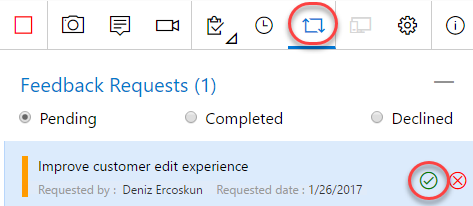 Feedback Requests (1)
Pending Completed Declined
Improve customer edit experience
Requested by : Deniz Ercoskun Requested date : 1/26/2017